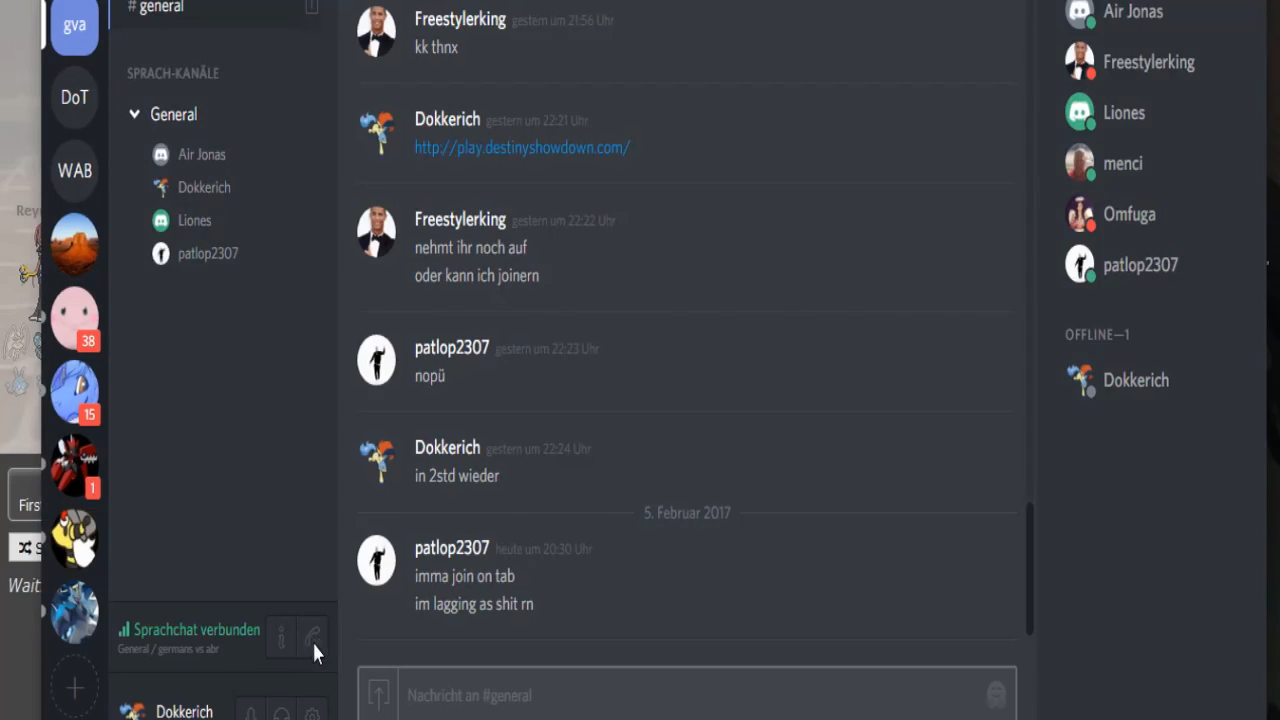 gva
DoT
WAB
38
15
1
# general
SPRACH-KANÄLE
General
Air Jonas
Dokkerich
Liones
patlop2307
Sprachchat verbunden
General / germans vs abr
Dokkerich
Freestylerking gestern um 21:56 Uhr
kk thnx
Dokkerich gestern um 22:21 Uhr
http://play.destinyshowdown.com/
Freestylerking gestern um 22:22 Uhr
nehmt ihr noch auf
oder kann ich joinern
patlop2307 gestern um 22:23 Uhr
nopü
Dokkerich gestern um 22:24 Uhr
in 2std wieder
5. Februar 2017
patlop2307 heute um 20:30 Uhr
imma join on tab
im lagging as shit rn
Nachricht an #general
Air Jonas
Freestylerking
Liones
menci
Omfuga
patlop2307
OFFLINE—1
Dokkerich